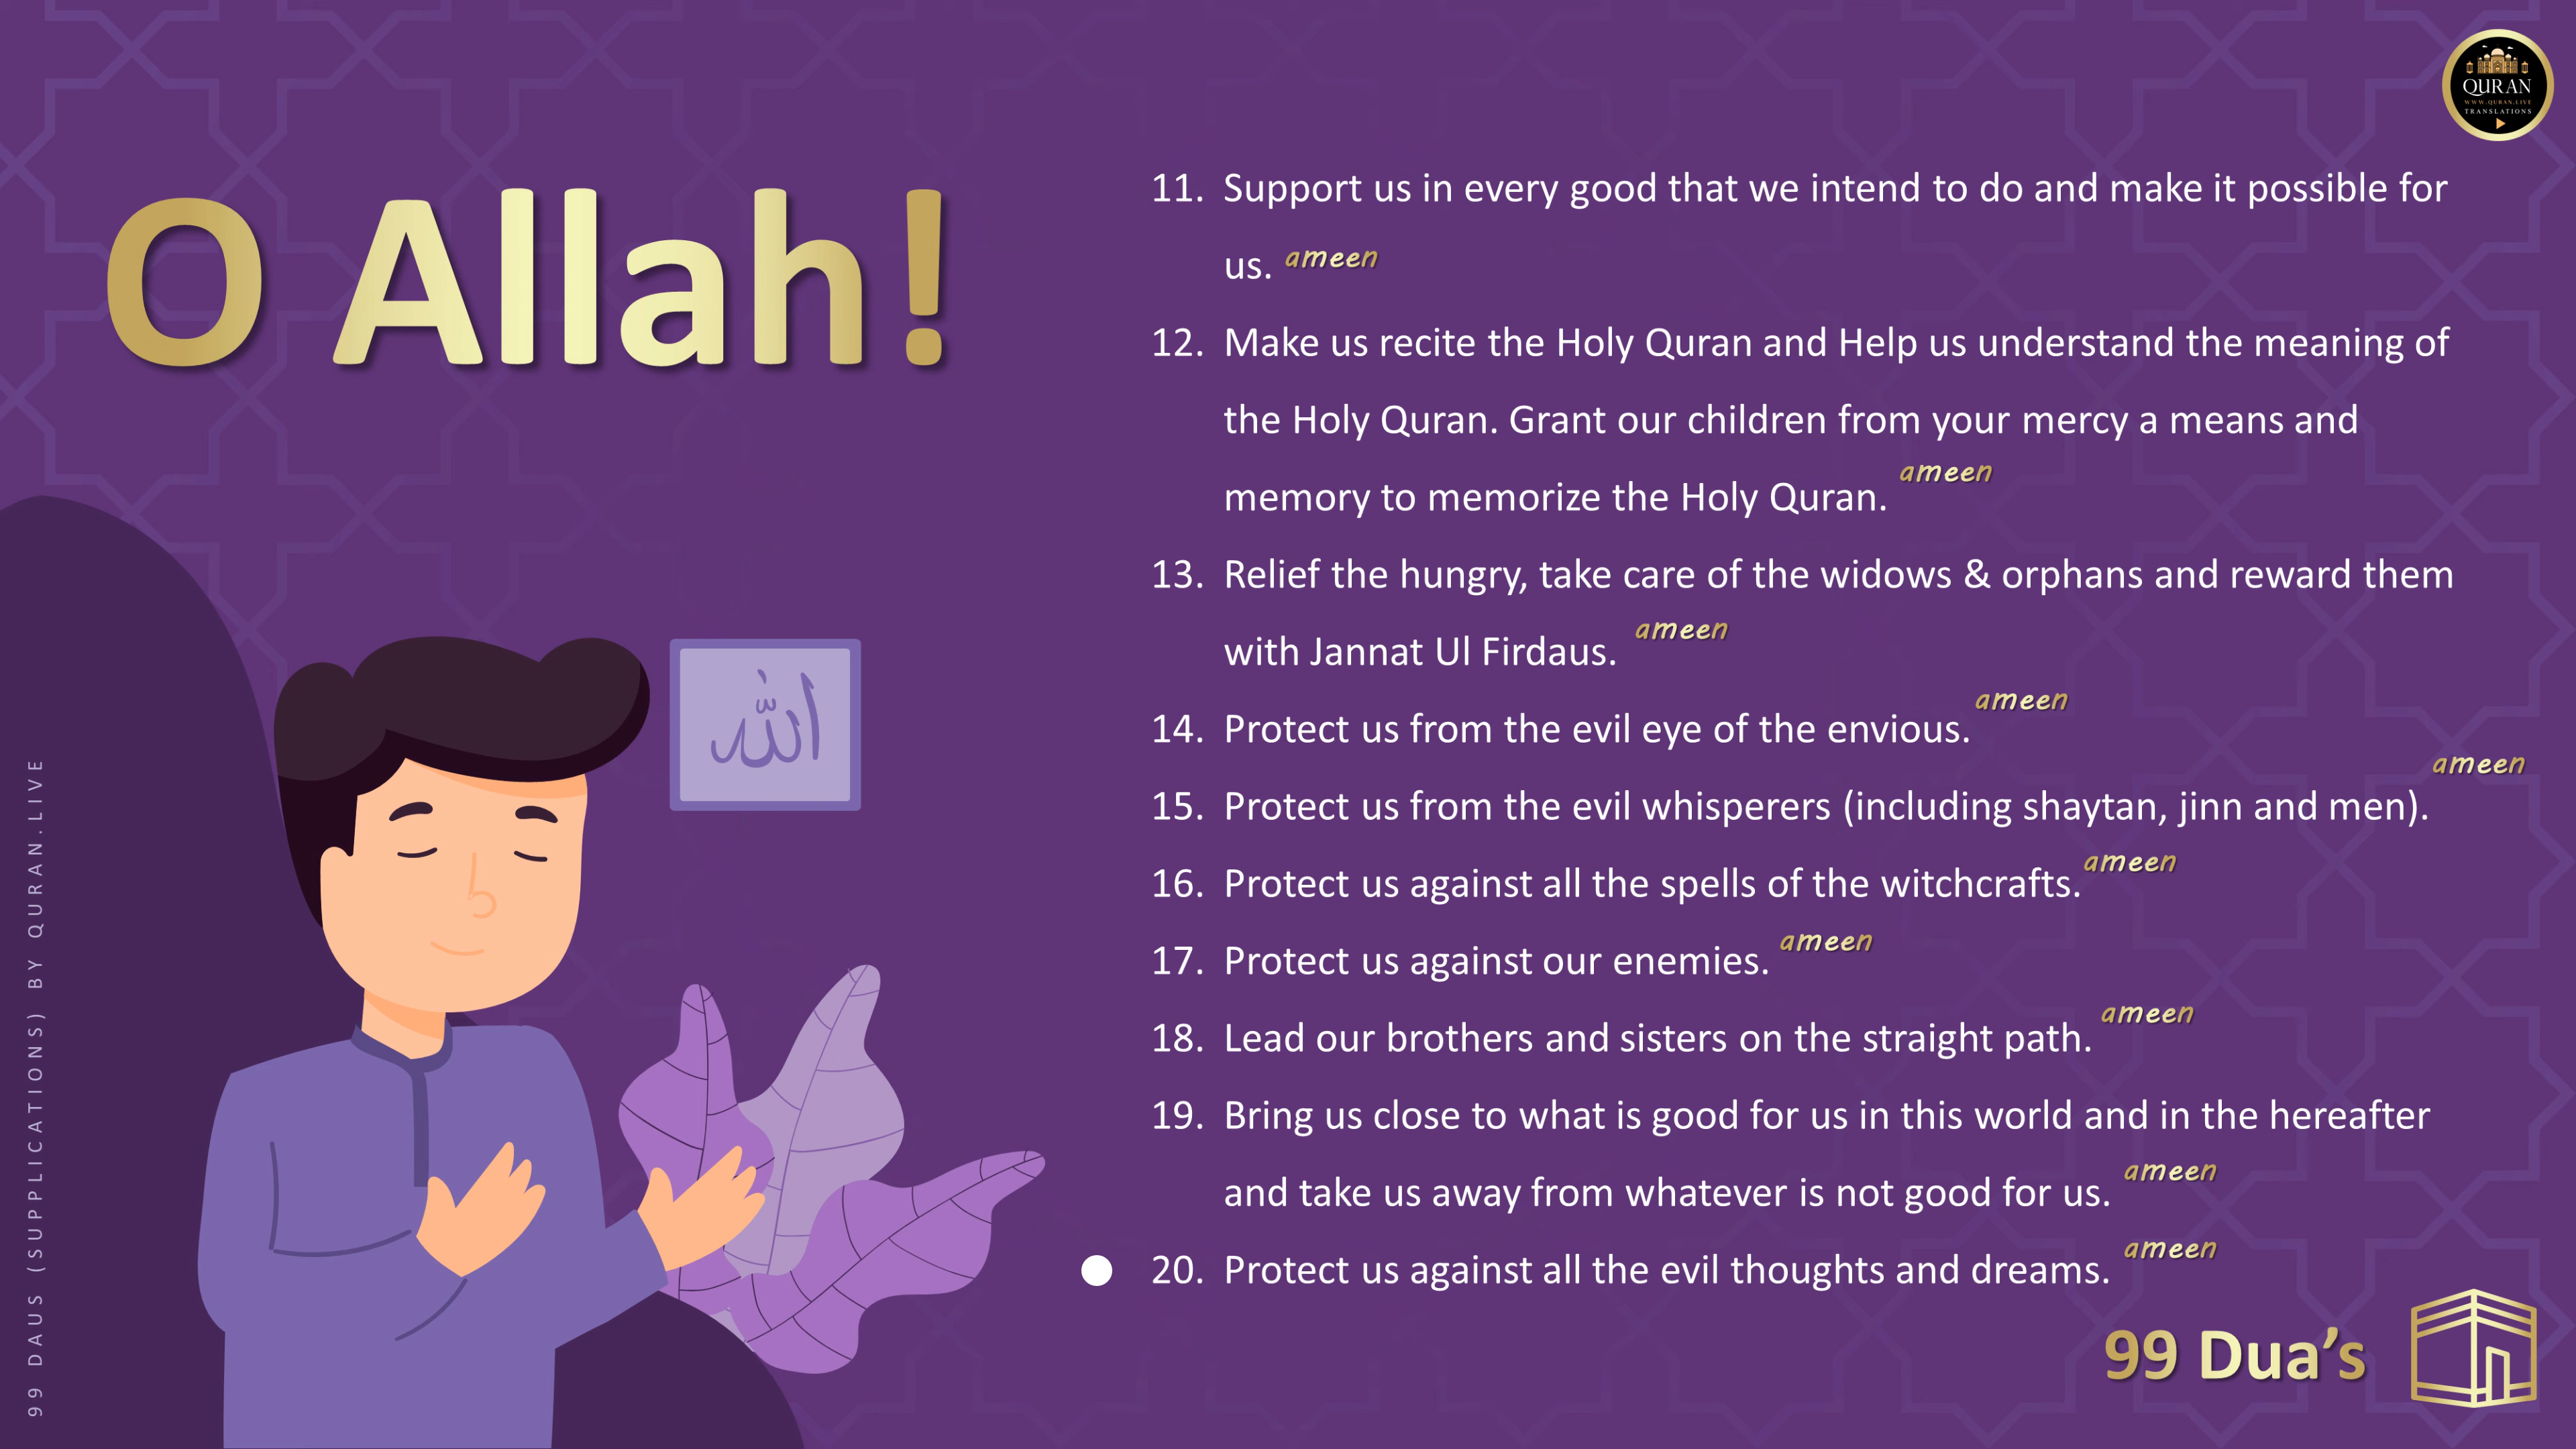 QURAN
WWW.QURAN.LIVE
TRANSLATIONS
O Allah!
الله
11. Support us in every good that we intend to do and make it possible for
us. ameen
12. Make us recite the Holy Quran and Help us understand the meaning of
the Holy Quran. Grant our children from your mercy a means and
memory to memorize the Holy Quran. ameen
13. Relief the hungry, take care of the widows & orphans and reward them
with Jannat Ul Firdaus. ameen
14. Protect us from the evil eye of the envious. ameen
15. Protect us from the evil whisperers (including shaytan, jinn and men). ameen
16. Protect us against all the spells of the witchcrafts. ameen
17. Protect us against our enemies. ameen
18. Lead our brothers and sisters on the straight path. ameen
19. Bring us close to what is good for us in this world and in the hereafter
and take us away from whatever is not good for us. ameen
20. Protect us against all the evil thoughts and dreams. ameen
99 Dua's
99 DAUS (SUPPLICATIONS) BY QURAN.LIVE